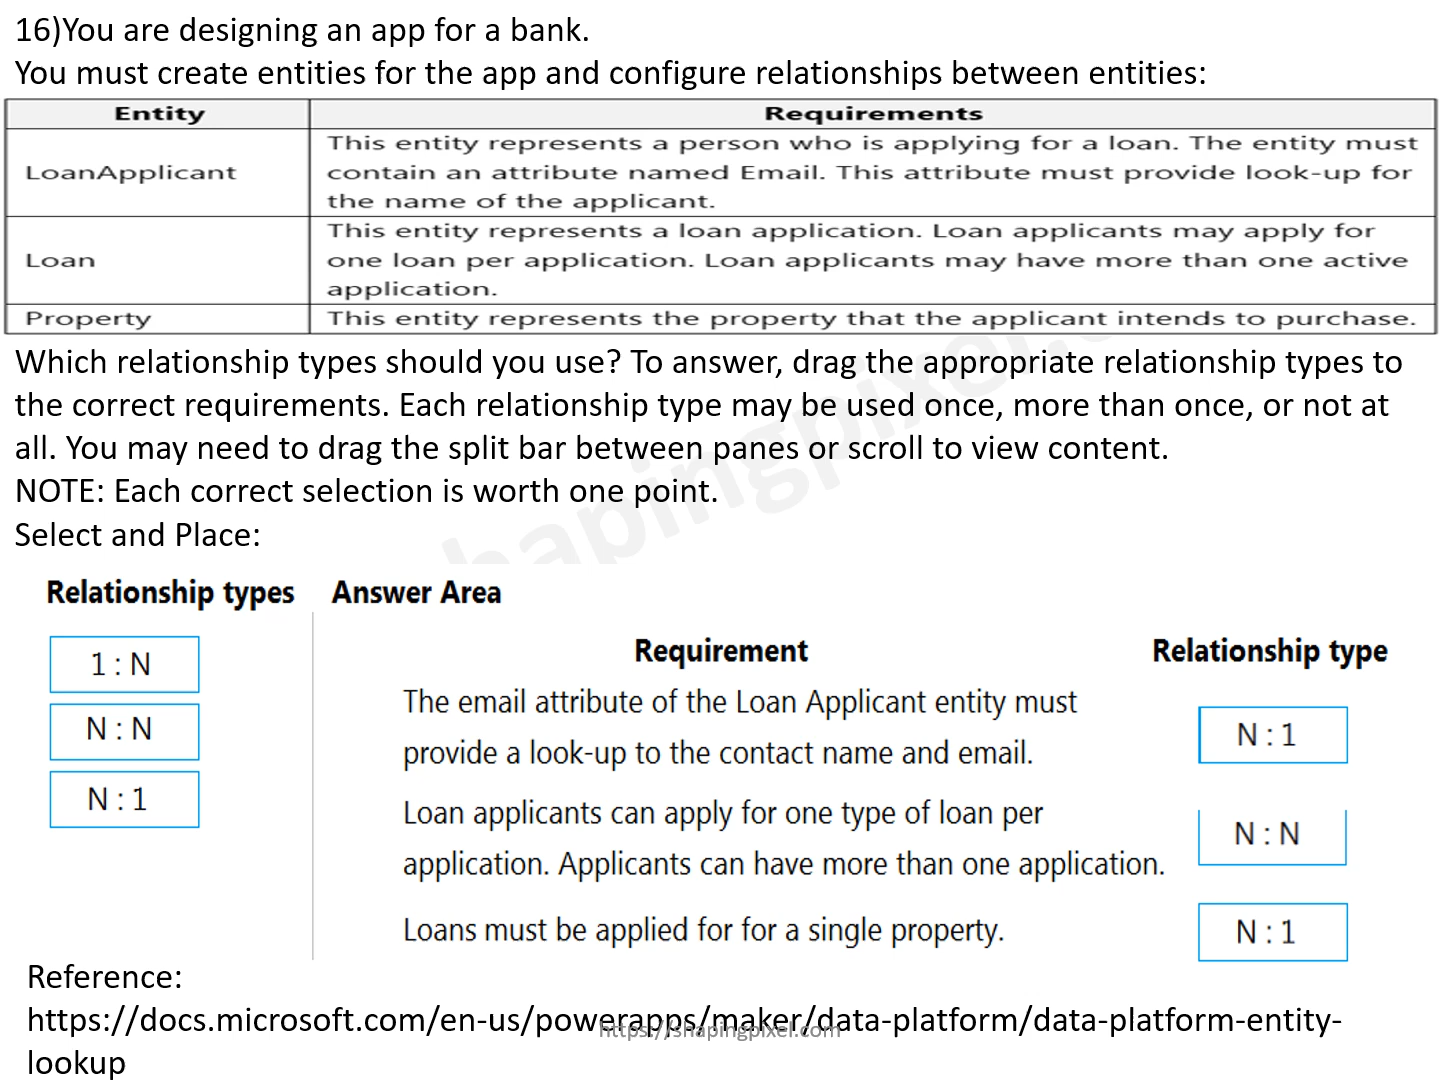 16)You are designing an app for a bank.
You must create entities for the app and configure relationships between entities:
Entity Requirements
LoanApplicant
This entity represents a person who is applying for a loan. The entity must
contain an attribute named Email. This attribute must provide look-up for
the name of the applicant.
Loan
This entity represents a loan application. Loan applicants may apply for
one loan per application. Loan applicants may have more than one active
application.
Property This entity represents the property that the applicant intends to purchase.
Which relationship types should you use? To answer, drag the appropriate relationship types to
the correct requirements. Each relationship type may be used once, more than once, or not at
all. You may need to drag the split bar between panes or scroll to view content.
NOTE: Each correct selection is worth one point.
Select and Place:
Relationship types Answer Area
1 : N
N : N
N : 1
Requirement Relationship type
The email attribute of the Loan Applicant entity must
provide a look-up to the contact name and email.
N : 1
Loan applicants can apply for one type of loan per
application. Applicants can have more than one application.
N : N
Loans must be applied for for a single property.
N : 1
Reference:
https://docs.microsoft.com/en-us/powerapps/maker/data-platform/data-platform-entity-
lookup
https://shapingpixel.com